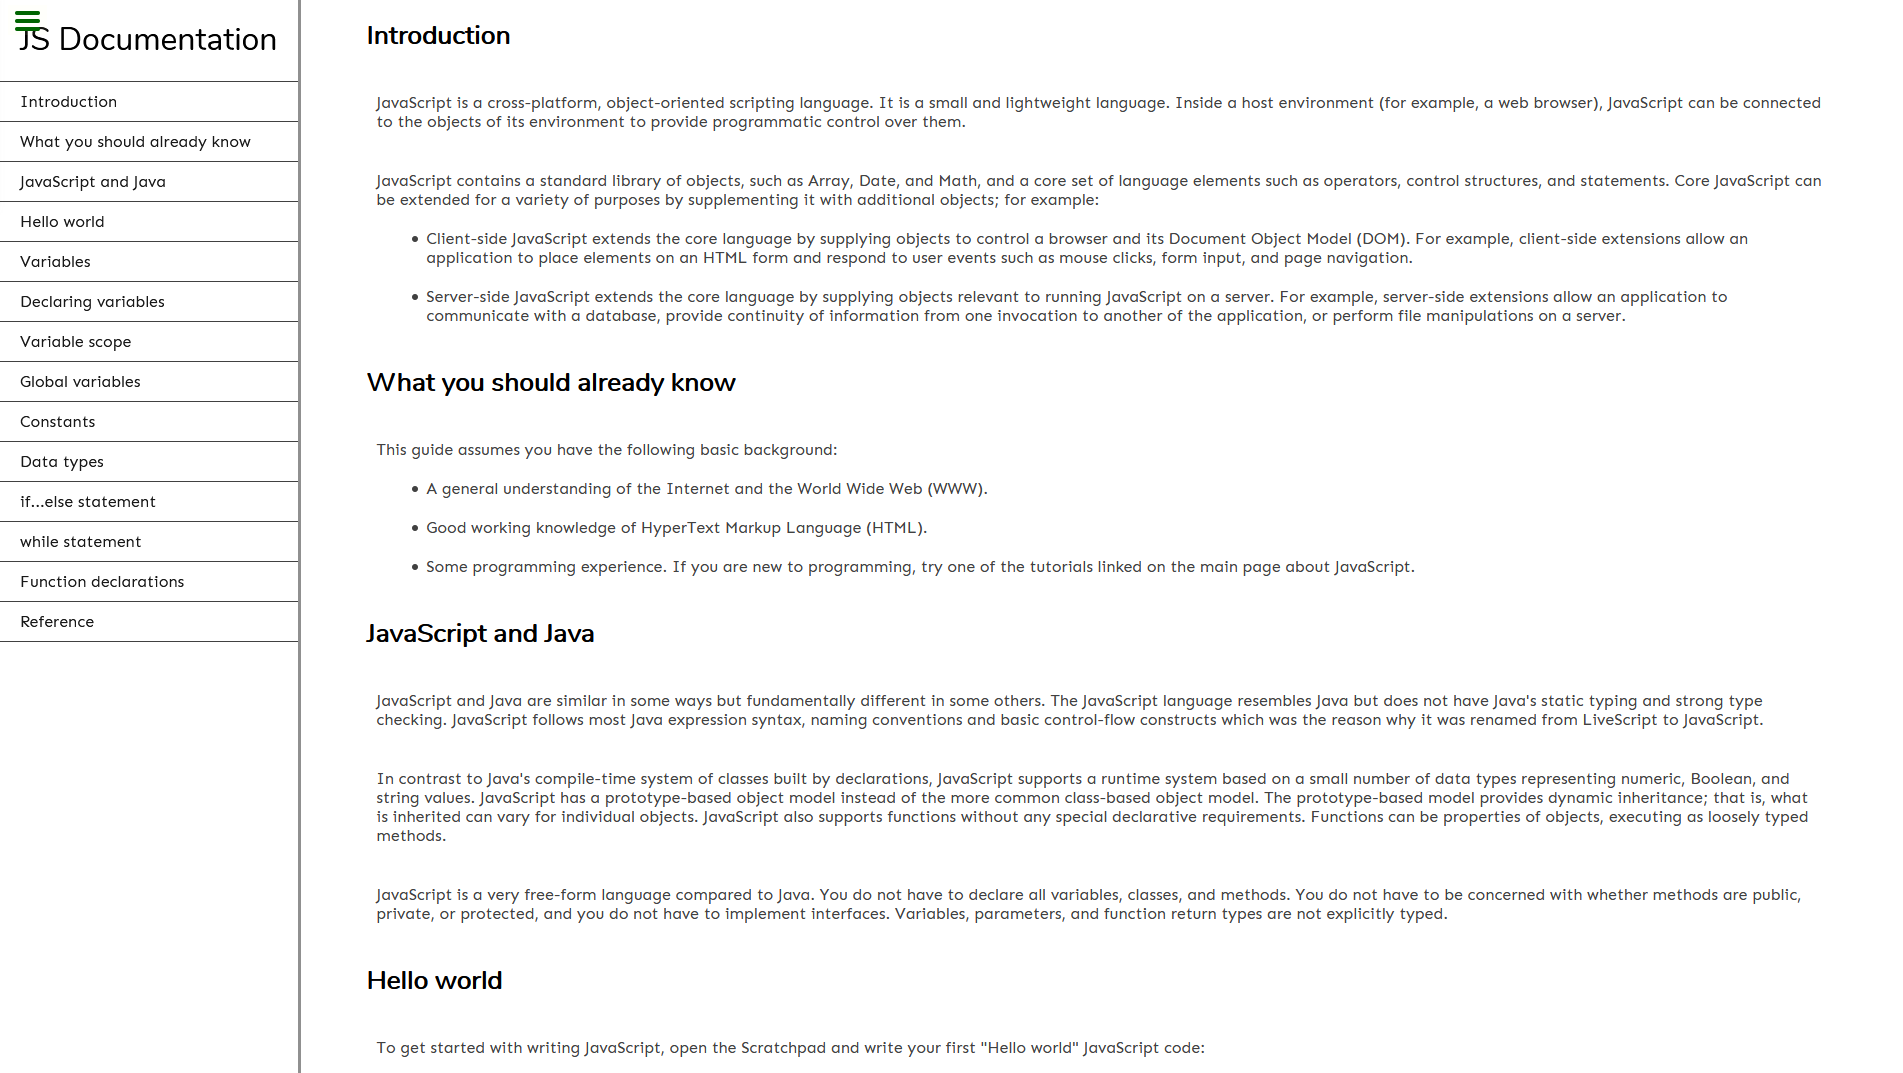 JS Documentation
Introduction
What you should already know
JavaScript and Java
Hello world
Variables
Declaring variables
Variable scope
Global variables
Constants
Data types
if...else statement
while statement
Function declarations
Reference
Introduction
JavaScript is a cross-platform, object-oriented scripting language. It is a small and lightweight language. Inside a host environment (for example, a web browser), JavaScript can be connected
to the objects of its environment to provide programmatic control over them.
JavaScript contains a standard library of objects, such as Array, Date, and Math, and a core set of language elements such as operators, control structures, and statements. Core JavaScript can
be extended for a variety of purposes by supplementing it with additional objects; for example:
• Client-side JavaScript extends the core language by supplying objects to control a browser and its Document Object Model (DOM). For example, client-side extensions allow an
application to place elements on an HTML form and respond to user events such as mouse clicks, form input, and page navigation.
• Server-side JavaScript extends the core language by supplying objects relevant to running JavaScript on a server. For example, server-side extensions allow an application to
communicate with a database, provide continuity of information from one invocation to another of the application, or perform file manipulations on a server.
What you should already know
This guide assumes you have the following basic background:
• A general understanding of the Internet and the World Wide Web (WWW).
• Good working knowledge of HyperText Markup Language (HTML).
• Some programming experience. If you are new to programming, try one of the tutorials linked on the main page about JavaScript.
JavaScript and Java
JavaScript and Java are similar in some ways but fundamentally different in some others. The JavaScript language resembles Java but does not have Java's static typing and strong type
checking. JavaScript follows most Java expression syntax, naming conventions and basic control-flow constructs which was the reason why it was renamed from LiveScript to JavaScript.
In contrast to Java's compile-time system of classes built by declarations, JavaScript supports a runtime system based on a small number of data types representing numeric, Boolean, and
string values. JavaScript has a prototype-based object model instead of the more common class-based object model. The prototype-based model provides dynamic inheritance; that is, what
is inherited can vary for individual objects. JavaScript also supports functions without any special declarative requirements. Functions can be properties of objects, executing as loosely typed
methods.
JavaScript is a very free-form language compared to Java. You do not have to declare all variables, classes, and methods. You do not have to be concerned with whether methods are public,
private, or protected, and you do not have to implement interfaces. Variables, parameters, and function return types are not explicitly typed.
Hello world
To get started with writing JavaScript, open the Scratchpad and write your first "Hello world" JavaScript code: